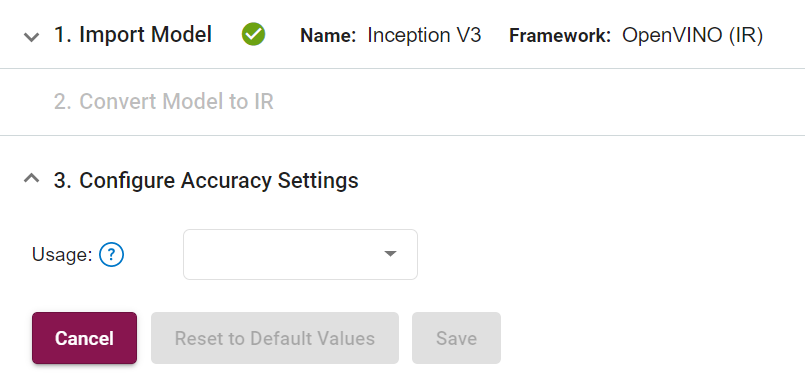 1. Import Model Name: Inception V3 Framework: OpenVINO (IR)
2. Convert Model to IR
3. Configure Accuracy Settings
Usage: ?
Cancel Reset to Default Values Save